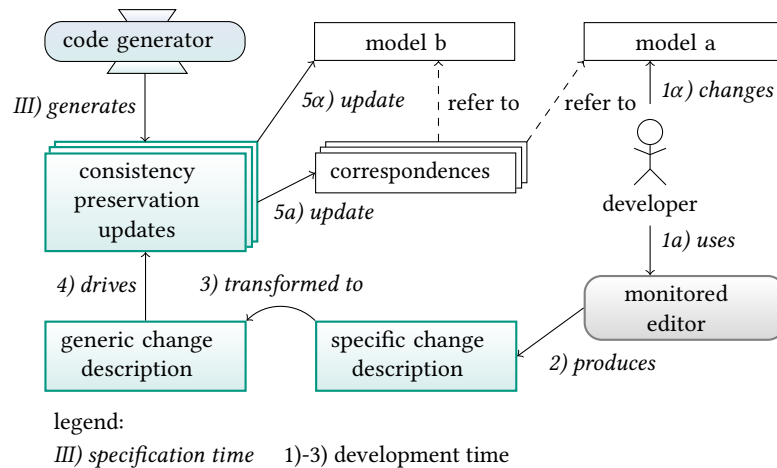 code generator
model b
model a
III) generates
5α) update
refer to
refer to
1α) changes
consistency
preservation
updates
correspondences
5a) update
developer
1a) uses
4) drives
3) transformed to
monitored
editor
generic change
description
specific change
description
2) produces
legend:
III) specification time 1)-3) development time